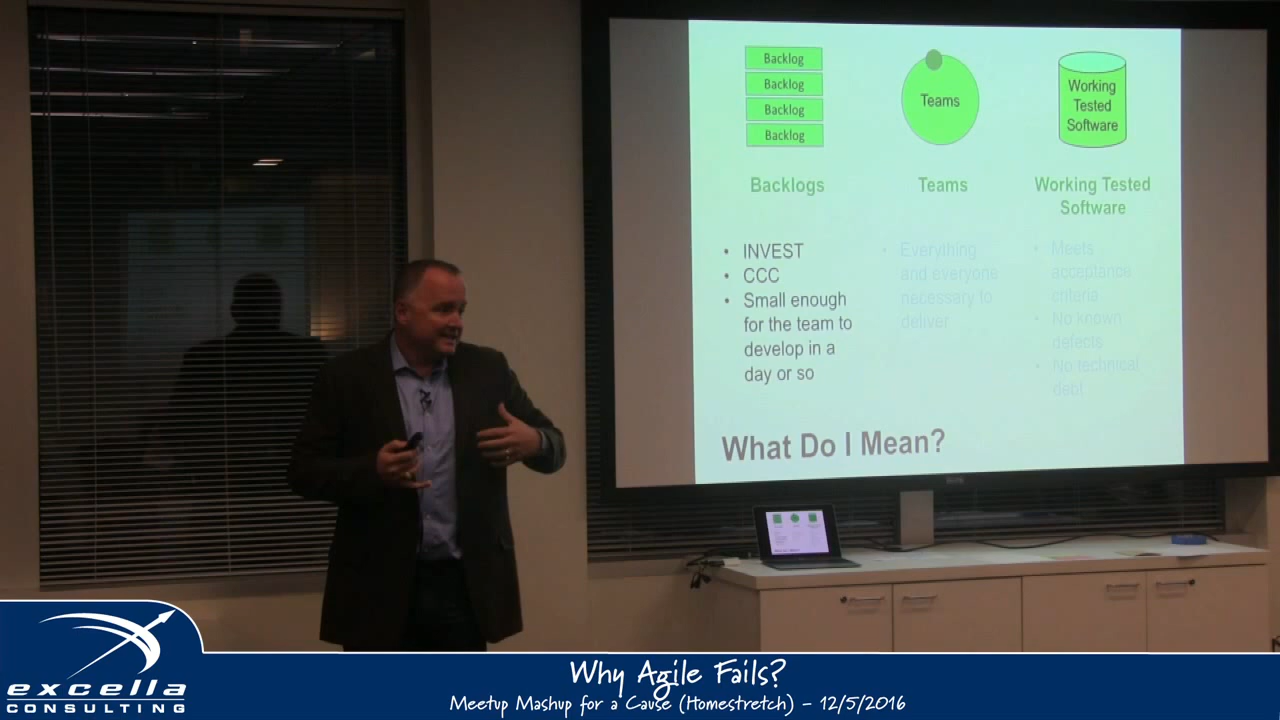 Backlog
Backlog
Backlog
Backlog
Teams
Working
Tested
Software
Backlogs
Teams
Working Tested
Software
• INVEST
• CCC
• Small enough
for the team to
develop in a
day or so
• Everything
and everyone
necessary to
deliver
• Meets
acceptance
criteria
• No known
defects
• No technical
debt
What Do I Mean?
excella
CONSULTING
Why Agile Fails?
Meetup Mashup for a Cause (Homestretch) – 12/5/2016